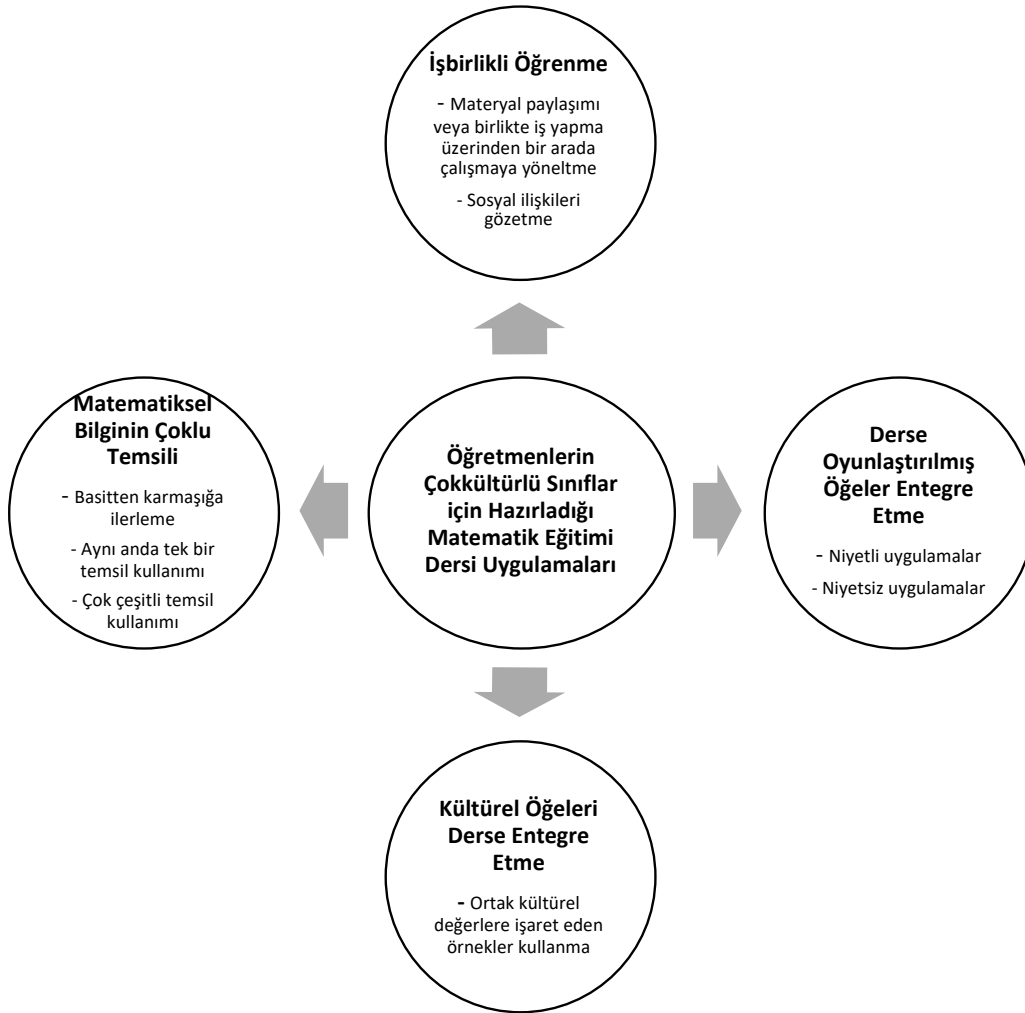 İşbirlikli Öğrenme
- Materyal paylaşımı
veya birlikte iş yapma
üzerinden bir arada
çalışmaya yöneltme
- Sosyal ilişkileri
gözetme
Matematiksel
Bilginin Çoklu
Temsili
- Basitten karmaşığa
ilerleme
- Aynı anda tek bir
temsil kullanımı
- Çok çeşitli temsil
kullanımı
Öğretmenlerin
Çokkültürlü Sınıflar
için Hazırladığı
Matematik Eğitimi
Dersi Uygulamaları
Derse
Oyunlaştırılmış
Öğeler Entegre
Etme
- Niyetli uygulamalar
- Niyetsiz uygulamalar
Kültürel Öğeleri
Derse Entegre
Etme
- Ortak kültürel
değerlere işaret eden
örnekler kullanma